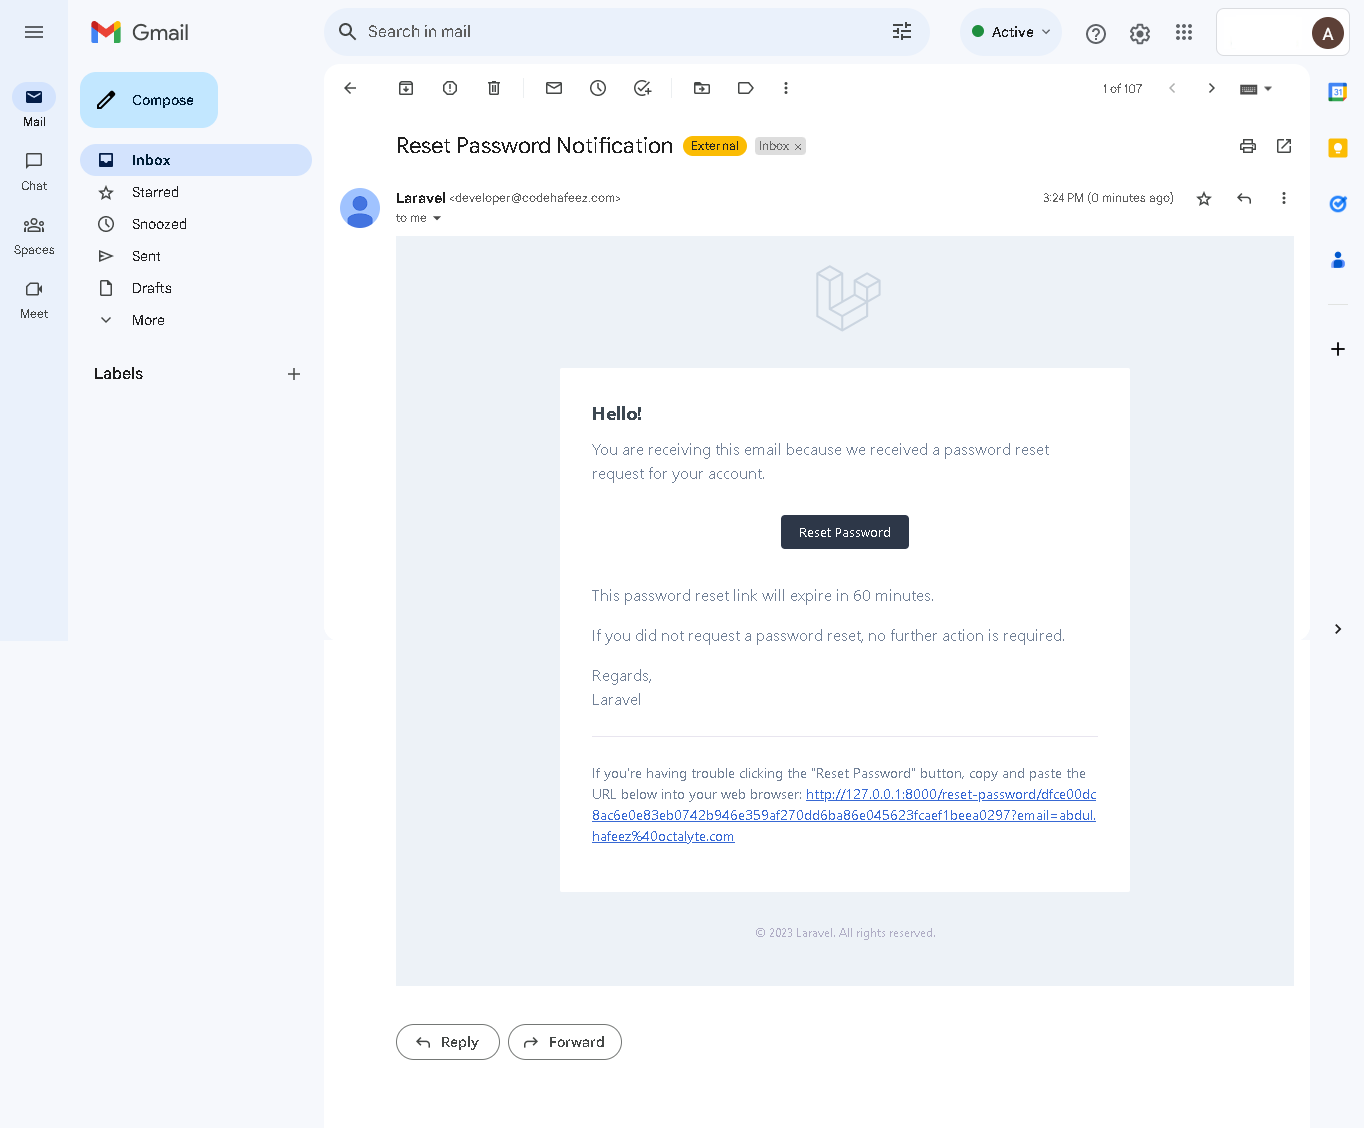 Gmail
Search in mail
Active
A
Mail
Chat
Spaces
Meet
Compose
Inbox
Starred
Snoozed
Sent
Drafts
More
Labels
1 of 107
31
Reset Password Notification External Inbox ×
Laravel <developer@codehafeez.com> 3:24 PM (0 minutes ago)
to me
Hello!
You are receiving this email because we received a password reset
request for your account.
Reset Password
This password reset link will expire in 60 minutes.
If you did not request a password reset, no further action is required.
Regards,
Laravel
If you're having trouble clicking the "Reset Password" button, copy and paste the
URL below into your web browser: http://127.0.0.1:8000/reset-password/dfce00dc
8ac6e0e83eb0742b946e359af270dd6ba86e045623fcaef1beea0297?email=abdul.
hafeez%40octalyte.com
© 2023 Laravel. All rights reserved.
Reply
Forward